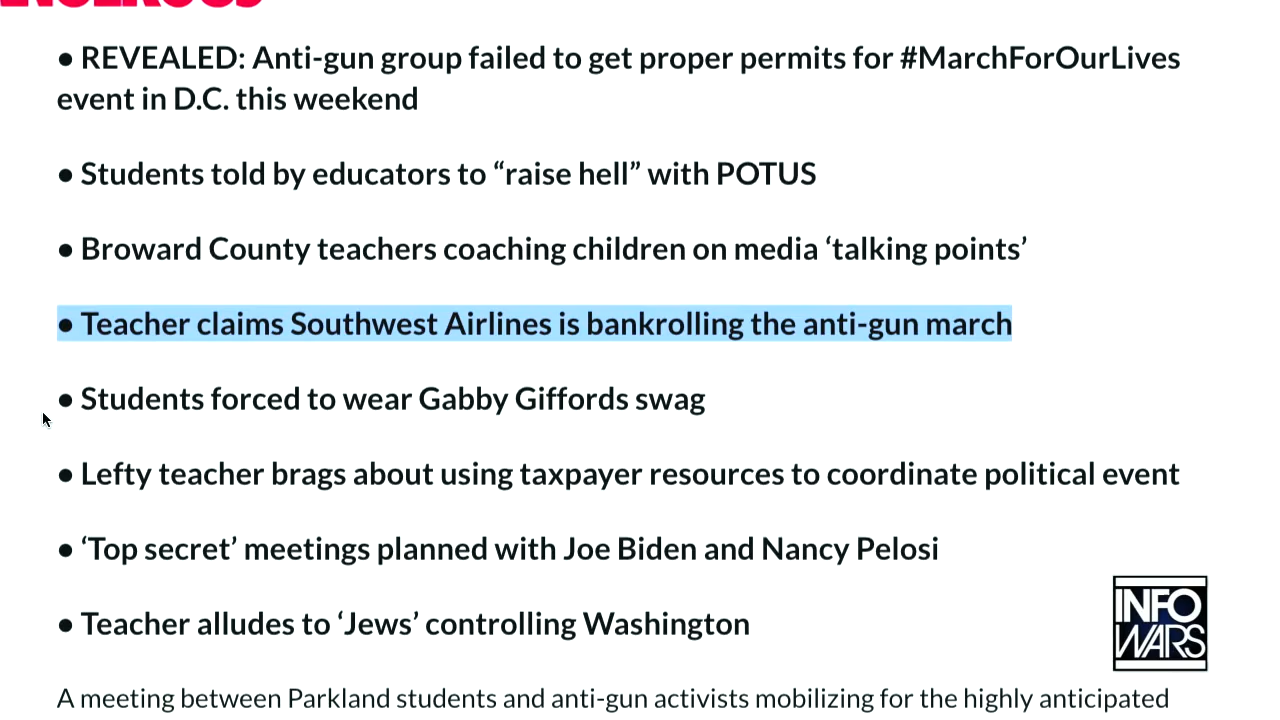 • REVEALED: Anti-gun group failed to get proper permits for #MarchForOurLives
event in D.C. this weekend
• Students told by educators to “raise hell” with POTUS
• Broward County teachers coaching children on media ‘talking points’
• Teacher claims Southwest Airlines is bankrolling the anti-gun march
• Students forced to wear Gabby Giffords swag
• Lefty teacher brags about using taxpayer resources to coordinate political event
• ‘Top secret’ meetings planned with Joe Biden and Nancy Pelosi
• Teacher alludes to ‘Jews’ controlling Washington
INFO
WARS
A meeting between Parkland students and anti-gun activists mobilizing for the highly anticipated